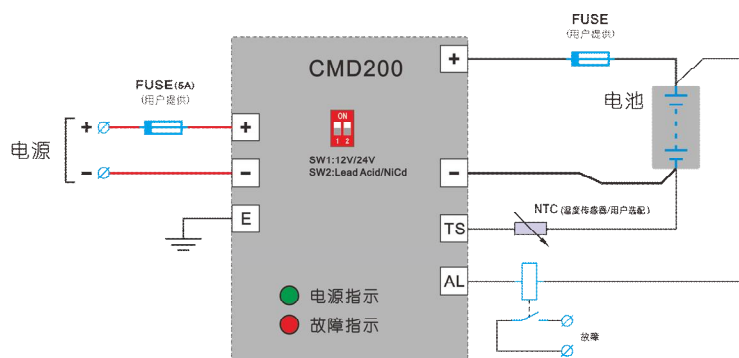 FUSE
(用户提供)
CMD200
+
FUSE(5A)
(用户提供)
电池
ON
+
+
电源
1 2
SW1:12V/24V
SW2:Lead Acid/NiCd
−
−
−
NTC (温度传感器/用户选配)
E
TS
AL
电源指示
故障指示
故障